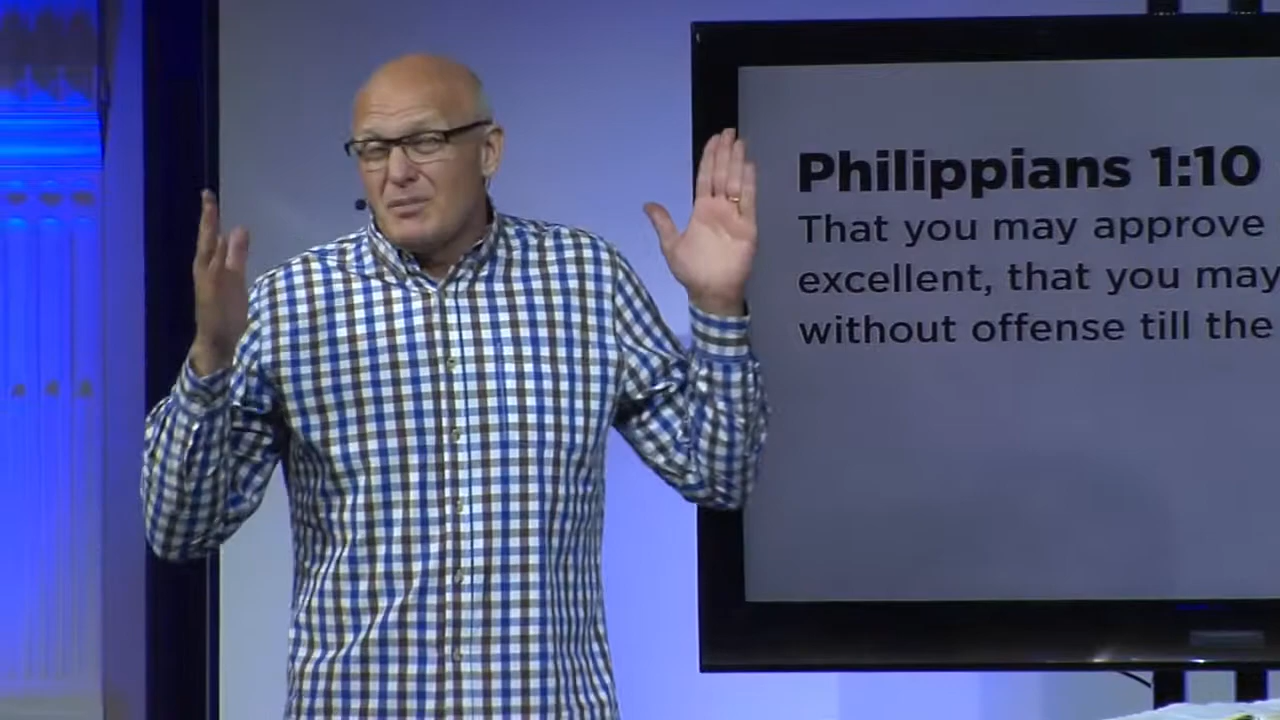 Philippians 1:10
That you may approve
excellent, that you may
without offense till the